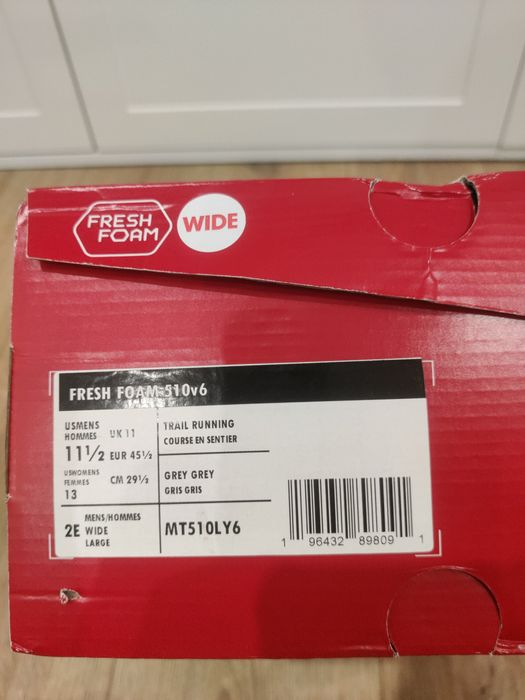 FRESH FOAM
WIDE
FRESH FOAM 510v6
USMENS
HOMMES
11½
UK 11
EUR 45½
USWOMENS
FEMMES
13
CM 29½
TRAIL RUNNING
COURSE EN SENTIER
GREY GREY
GRIS GRIS
2E
MENS/HOMMES
WIDE
LARGE
MT510LY6
1 96432 89809 1